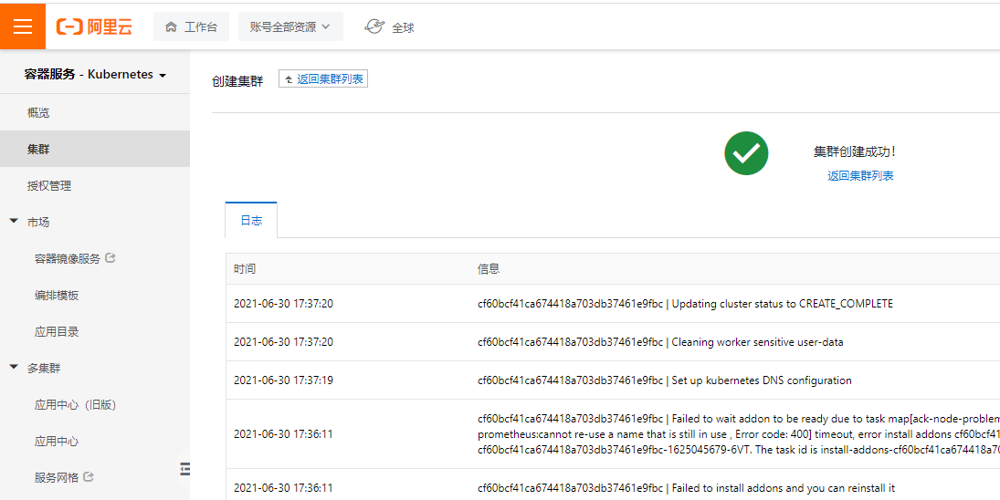 阿里云 工作台 账号全部资源 全球
容器服务 - Kubernetes
创建集群 返回集群列表
概览
集群
集群创建成功!
返回集群列表
授权管理
市场
日志
容器镜像服务
时间 信息
编排模板
2021-06-30 17:37:20 cf60bcf41ca674418a703db37461e9fbc | Updating cluster status to CREATE_COMPLETE
应用目录
2021-06-30 17:37:20 cf60bcf41ca674418a703db37461e9fbc | Cleaning worker sensitive user-data
多集群
2021-06-30 17:37:19 cf60bcf41ca674418a703db37461e9fbc | Set up kubernetes DNS configuration
应用中心（旧版）
cf60bcf41ca674418a703db37461e9fbc | Failed to wait addon to be ready due to task map[ack-node-problem
2021-06-30 17:36:11 prometheus:cannot re-use a name that is still in use , Error code: 400] timeout, error install addons cf60bcf41
应用中心
cf60bcf41ca674418a703db37461e9fbc-1625045679-6VT. The task id is install-addons-cf60bcf41ca674418a70
服务网格
2021-06-30 17:36:11 cf60bcf41ca674418a703db37461e9fbc | Failed to install addons and you can reinstall it